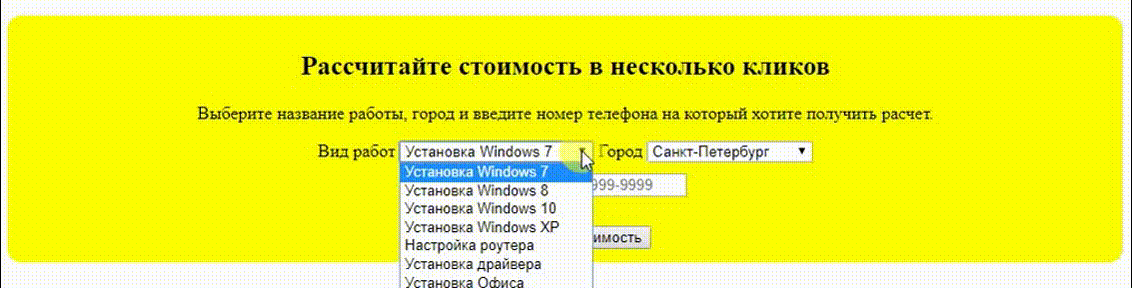 Рассчитайте стоимость в несколько кликов
Выберите название работы, город и введите номер телефона на который хотите получить расчет.
Вид работ Установка Windows 7 Город Санкт-Петербург
Установка Windows 7
999-9999
Установка Windows 8
Установка Windows 10
Установка Windows XP
имость
Настройка роутера
Установка драйвера
Установка Офиса